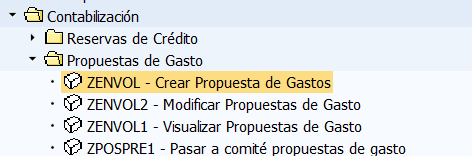 Contabilización
Reservas de Crédito
Propuestas de Gasto
ZENVOL - Crear Propuesta de Gastos
ZENVOL2 - Modificar Propuestas de Gasto
ZENVOL1 - Visualizar Propuestas de Gasto
ZPOSPRE1 - Pasar a comité propuestas de gasto